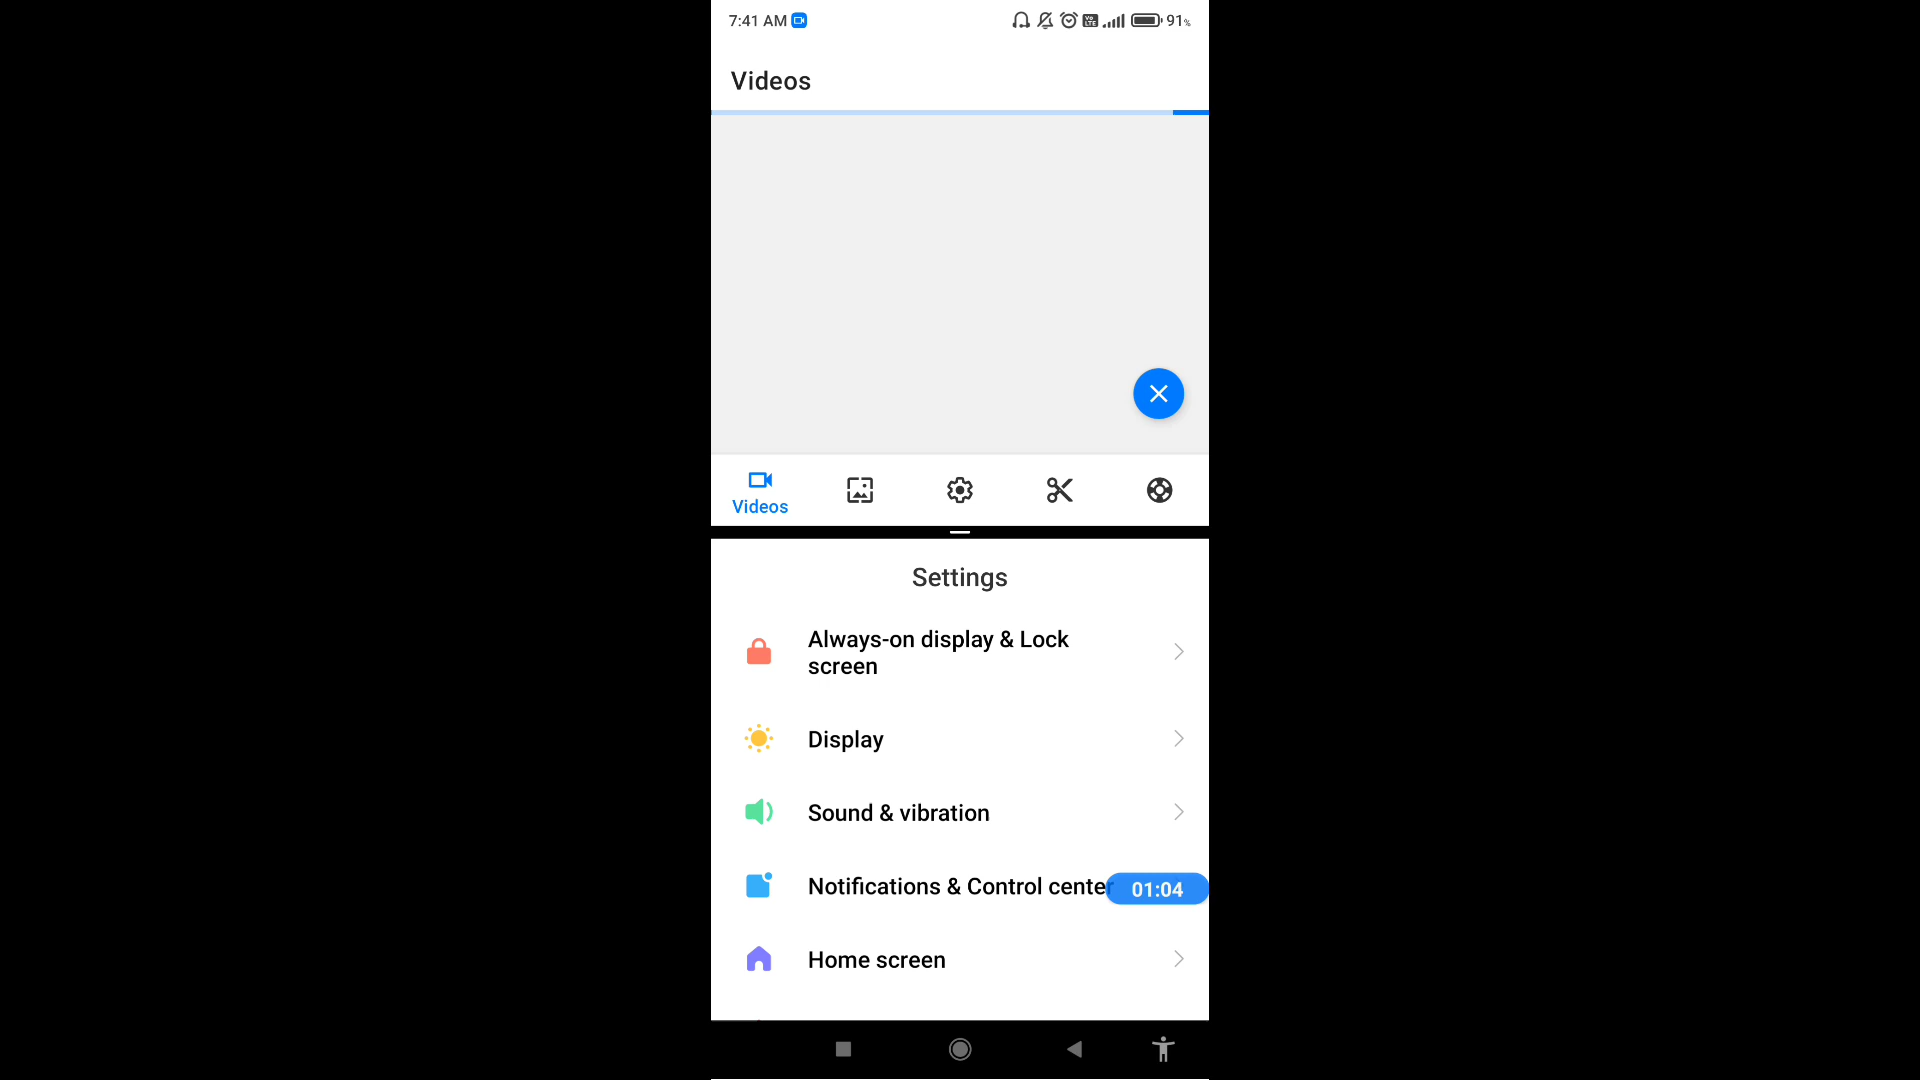 7:41 AM
91%
Videos
Videos
Settings
Always-on display & Lock
screen
Display
Sound & vibration
Notifications & Control center
01:04
Home screen